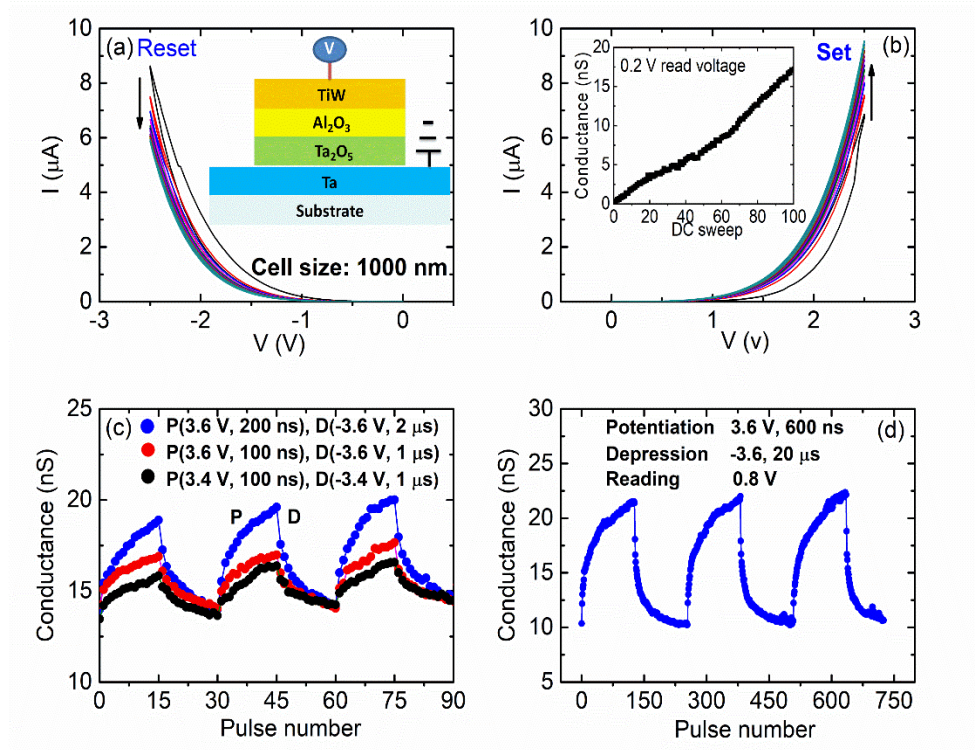 (a) Reset
V
TiW
Al₂O₃
Ta₂O₅
Ta
Substrate
Cell size: 1000 nm
10
8
6
4
2
0
I (μA)
-3 -2 -1 0
V (V)
(b)
Set
0.2 V read voltage
20
15
10
5
0
Conductance (nS)
0 20 40 60 80 100
DC sweep
10
8
6
4
2
0
I (μA)
0 1 2 3
V (v)
(c)
P(3.6 V, 200 ns), D(-3.6 V, 2 μs)
P(3.6 V, 100 ns), D(-3.6 V, 1 μs)
P(3.4 V, 100 ns), D(-3.4 V, 1 μs)
P D
25
20
15
10
Conductance (nS)
0 15 30 45 60 75 90
Pulse number
(d)
Potentiation 3.6 V, 600 ns
Depression -3.6, 20 μs
Reading 0.8 V
30
25
20
15
10
5
Conductance (nS)
0 150 300 450 600 750
Pulse number